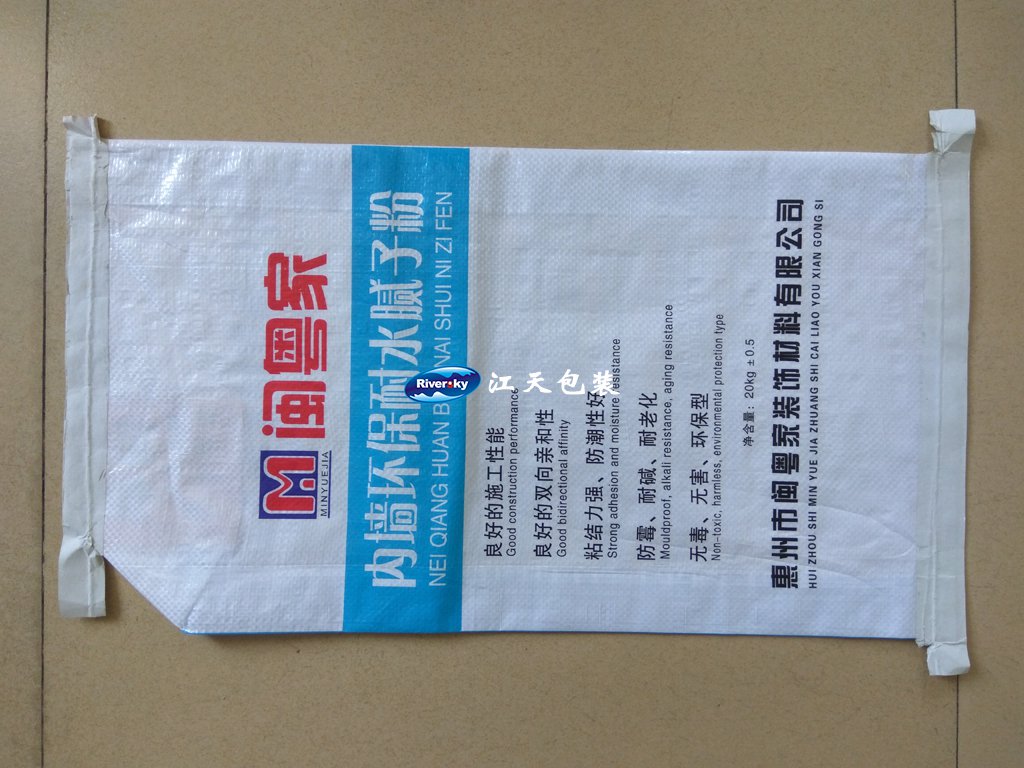 闽粤家
MINYUEJIA
内墙环保耐水腻子粉
NEI QIANG HUAN B NAI SHUI NI ZI FEN
River sky 江天包装
良好的施工性能
Good construction performance
良好的双向亲和性
Good bidirectional affinity
粘结力强、防潮性好
Strong adhesion and moisture resistance
防霉、耐碱、耐老化
Mouldproof, alkali resistance, aging resistance
无毒、无害、环保型
Non-toxic, harmless, environmental protection type
净含量：20kg±0.5
惠州市闽粤家装饰材料有限公司
HUI ZHOU SHI MIN YUE JIA ZHUANG SHI CAI LIAO YOU XIAN GONG SI